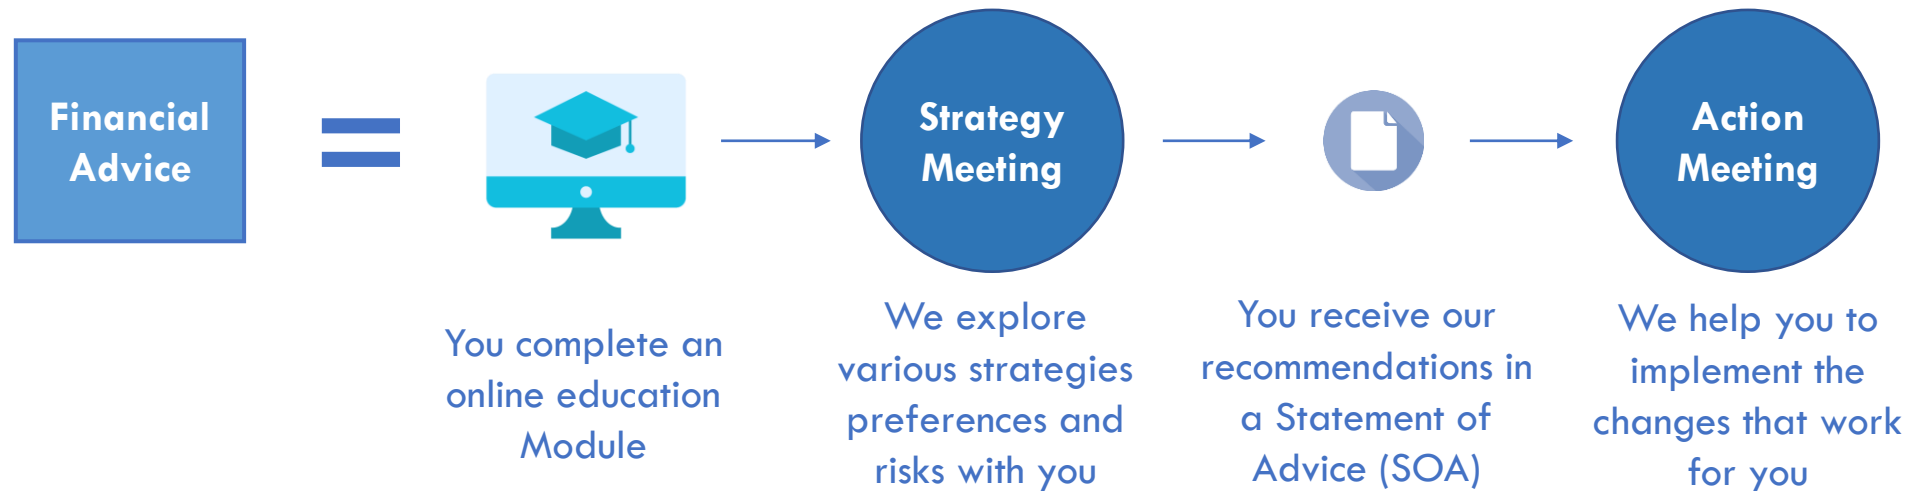 Financial
Advice
=
You complete an
online education
Module
Strategy
Meeting
We explore
various strategies
preferences and
risks with you
You receive our
recommendations in
a Statement of
Advice (SOA)
Action
Meeting
We help you to
implement the
changes that work
for you